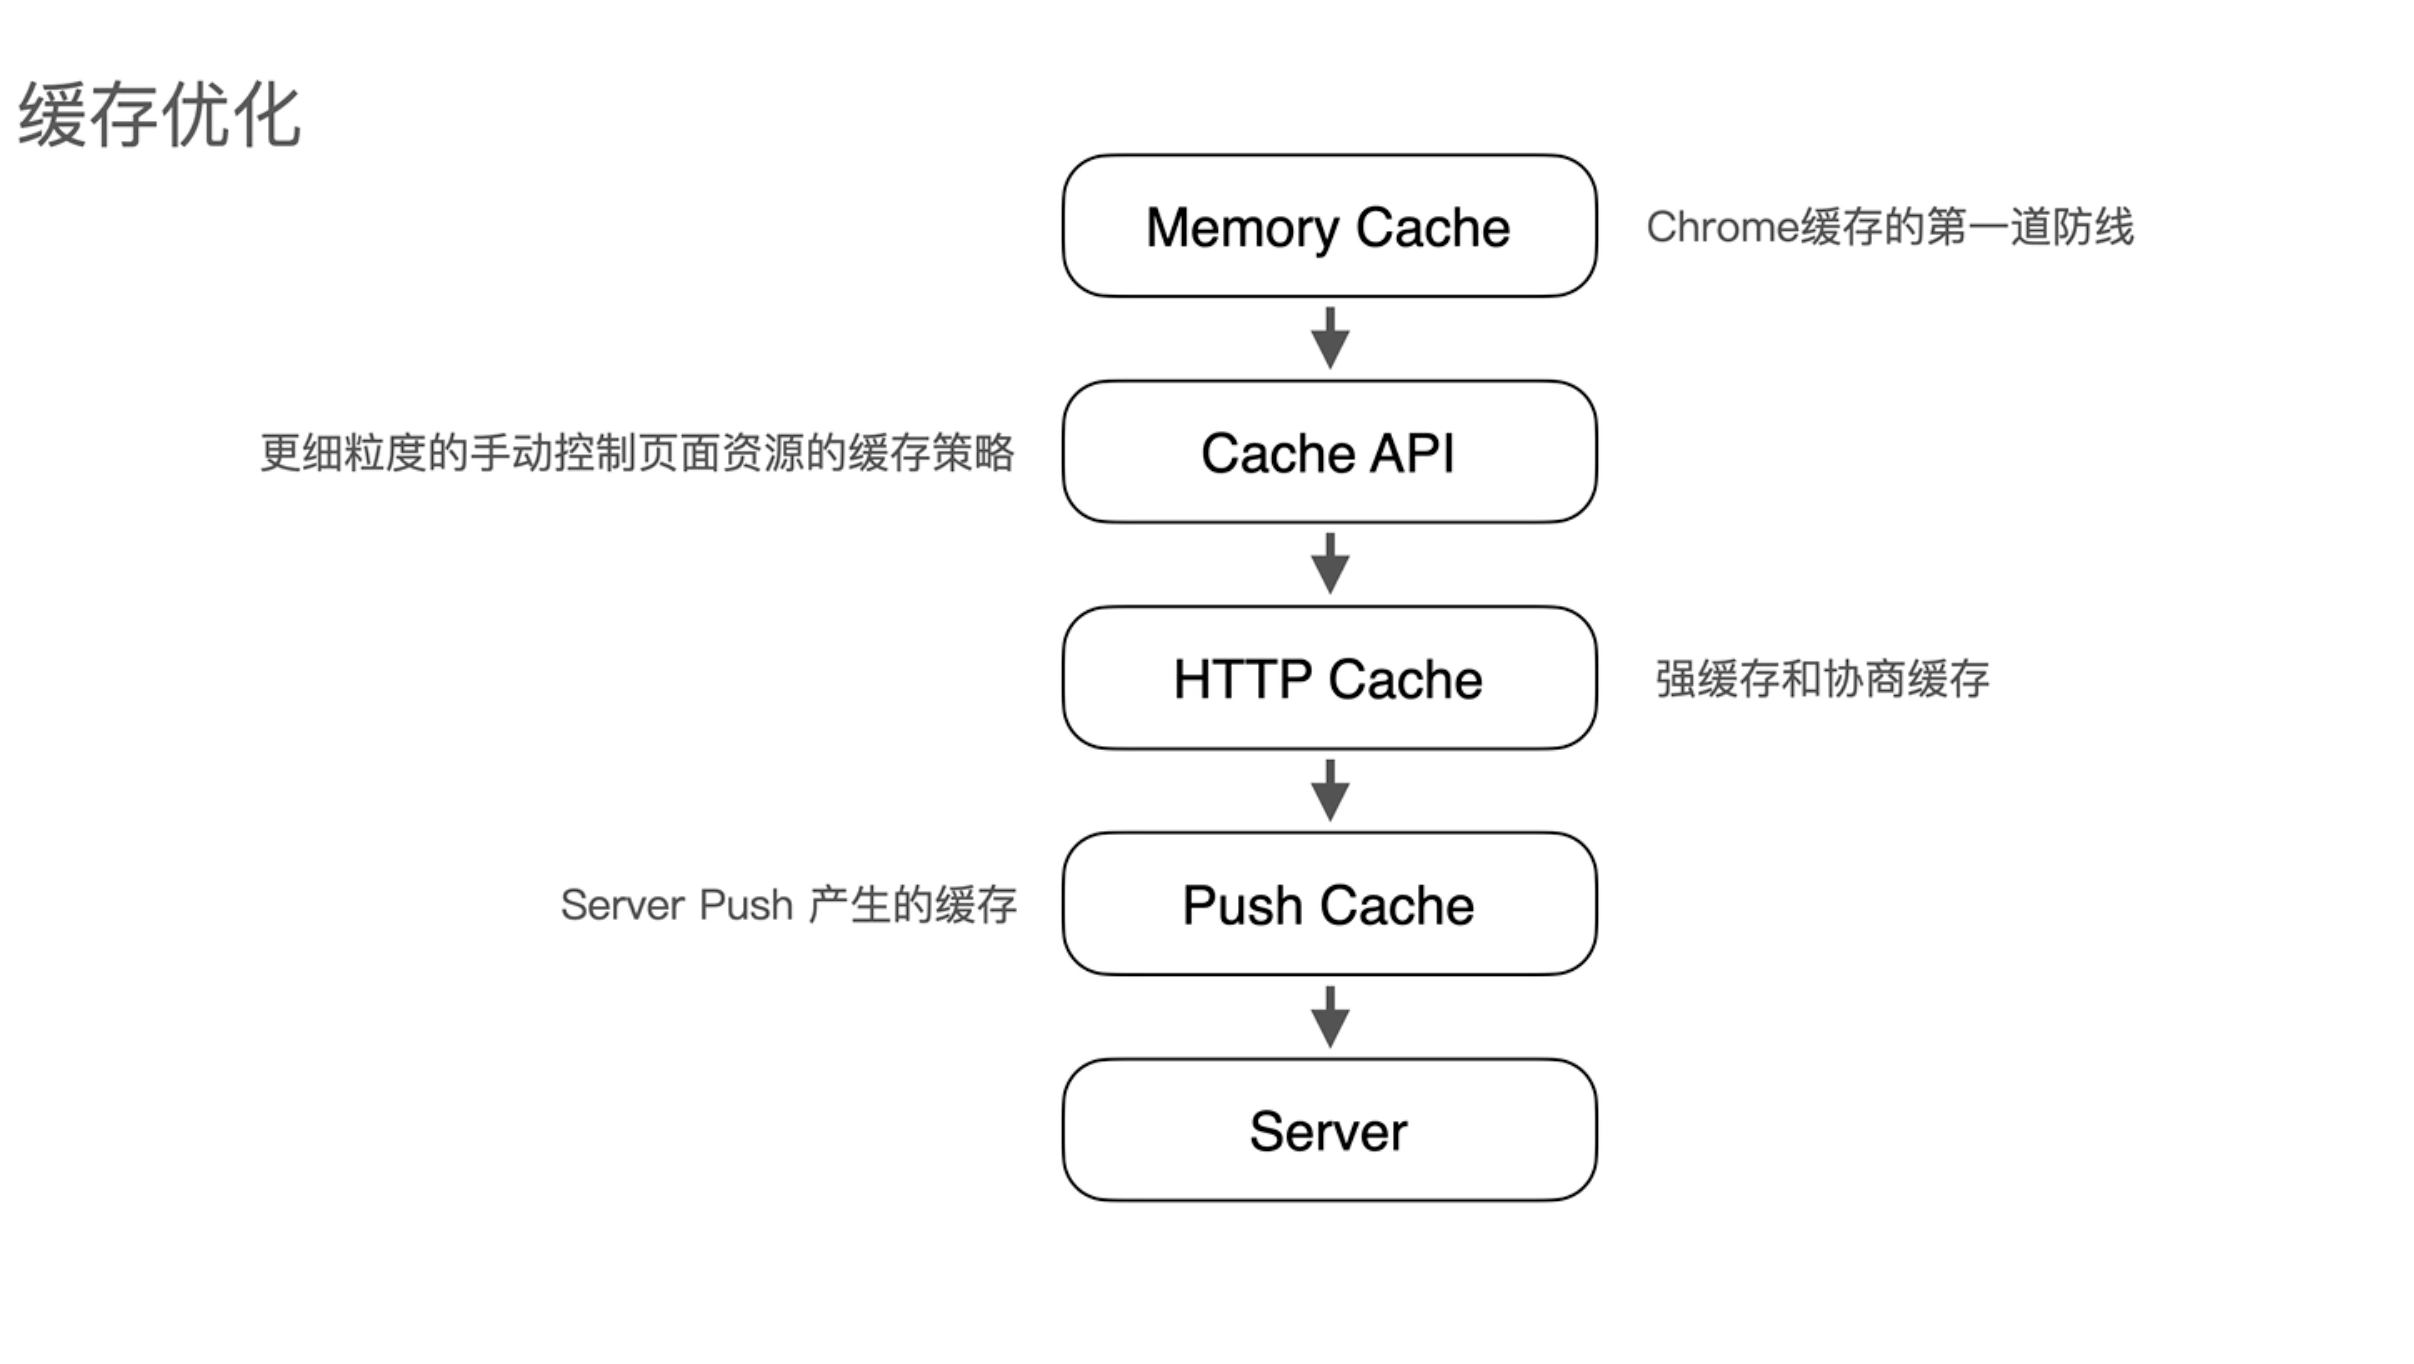 缓存优化
Memory Cache
Chrome缓存的第一道防线
更细粒度的手动控制页面资源的缓存策略
Cache API
HTTP Cache
强缓存和协商缓存
Server Push 产生的缓存
Push Cache
Server